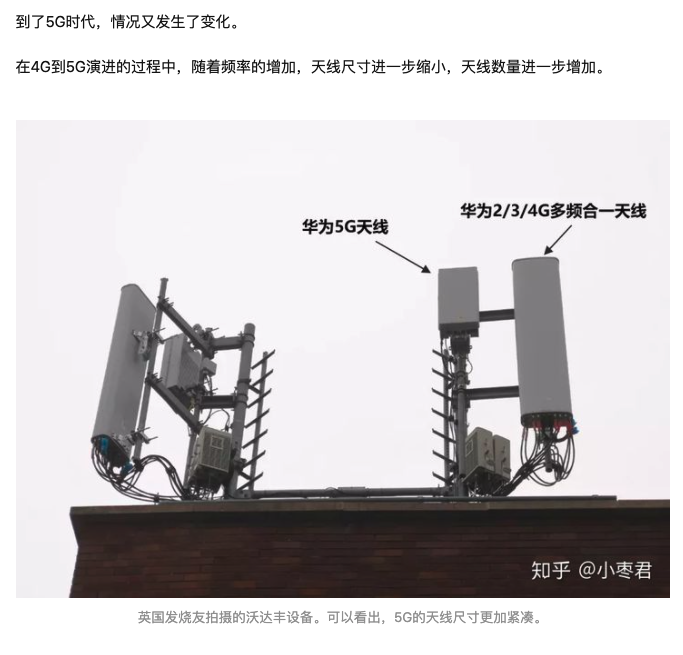 到了5G时代，情况又发生了变化。
在4G到5G演进的过程中，随着频率的增加，天线尺寸进一步缩小，天线数量进一步增加。
华为2/3/4G多频合一天线
华为5G天线
知乎 @小枣君
英国发烧友拍摄的沃达丰设备。可以看出，5G的天线尺寸更加紧凑。